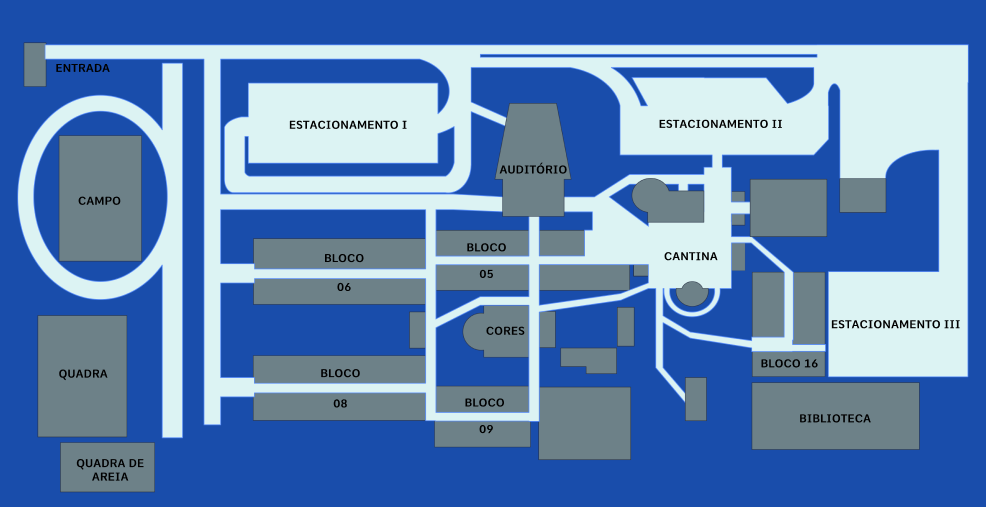 ENTRADA
ESTACIONAMENTO I
ESTACIONAMENTO II
AUDITÓRIO
CAMPO
BLOCO
05
BLOCO
06
CANTINA
ESTACIONAMENTO III
CORES
BLOCO 16
QUADRA
BLOCO
08
BLOCO
09
BIBLIOTECA
QUADRA DE
AREIA